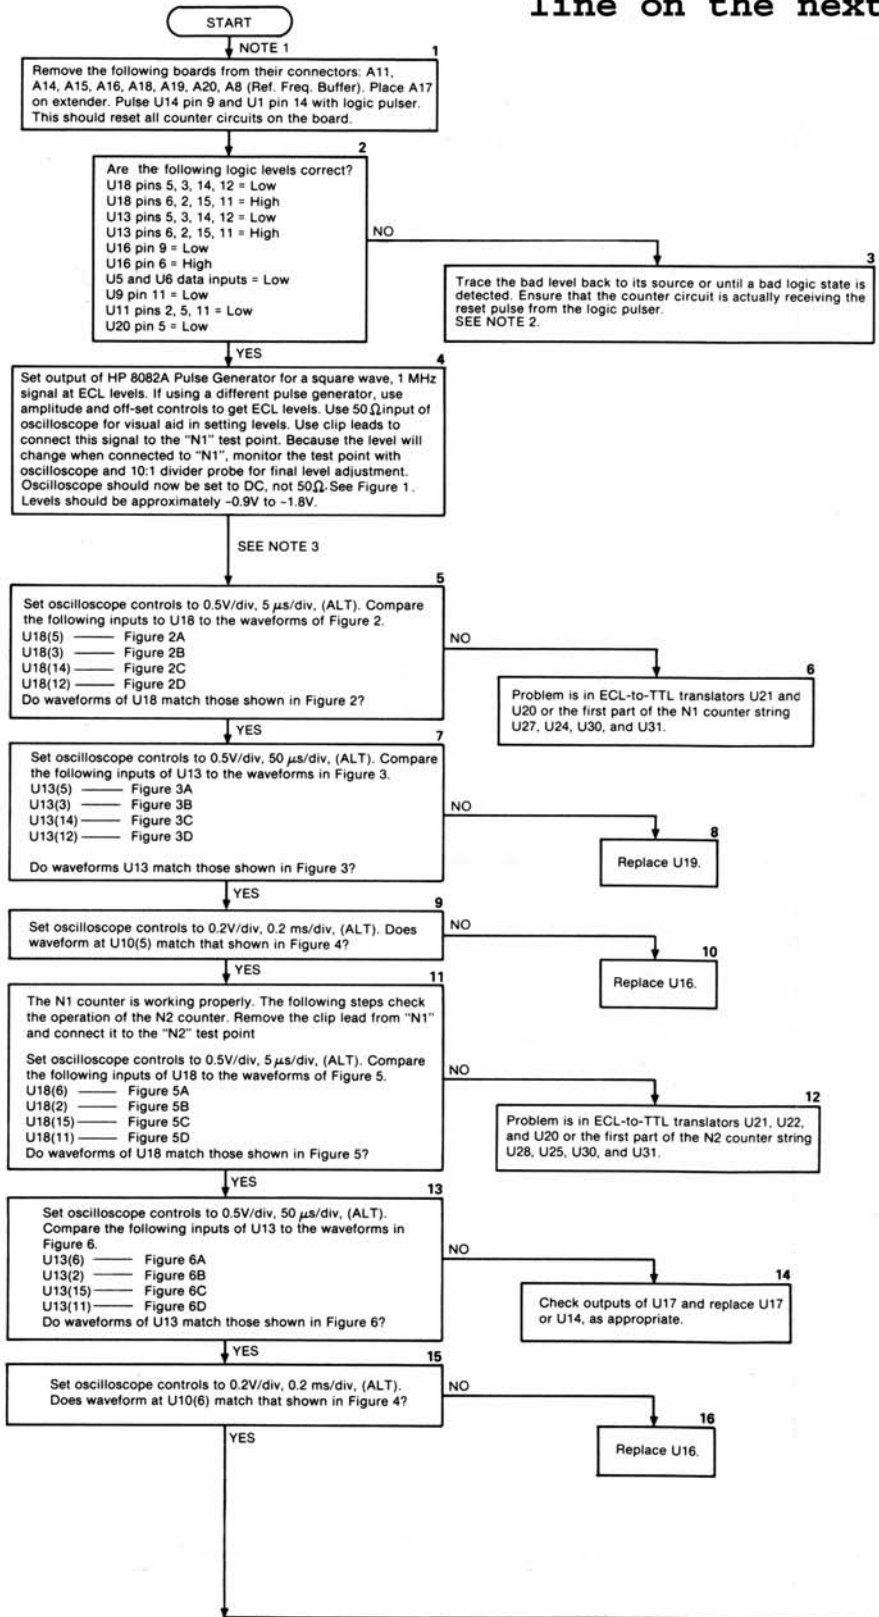 line on the next
START
NOTE 1
1
Remove the following boards from their connectors: A11,
A14, A15, A16, A18, A19, A20, A8 (Ref. Freq. Buffer). Place A17
on extender. Pulse U14 pin 9 and U1 pin 14 with logic pulser.
This should reset all counter circuits on the board.
2
Are the following logic levels correct?
U18 pins 5, 3, 14, 12 = Low
U18 pins 6, 2, 15, 11 = High
U13 pins 5, 3, 14, 12 = Low
U13 pins 6, 2, 15, 11 = High
U16 pin 9 = Low
U16 pin 6 = High
U5 and U6 data inputs = Low
U9 pin 11 = Low
U11 pins 2, 5, 11 = Low
U20 pin 5 = Low
NO
3
Trace the bad level back to its source or until a bad logic state is
detected. Ensure that the counter circuit is actually receiving the
reset pulse from the logic pulser.
SEE NOTE 2.
YES
4
Set output of HP 8082A Pulse Generator for a square wave, 1 MHz
signal at ECL levels. If using a different pulse generator, use
amplitude and off-set controls to get ECL levels. Use 50Ω input of
oscilloscope for visual aid in setting levels. Use clip leads to
connect this signal to the "N1" test point. Because the level will
change when connected to "N1", monitor the test point with
oscilloscope and 10:1 divider probe for final level adjustment.
Oscilloscope should now be set to DC, not 50Ω. See Figure 1.
Levels should be approximately -0.9V to -1.8V.
SEE NOTE 3
5
Set oscilloscope controls to 0.5V/div, 5 µs/div, (ALT). Compare
the following inputs to U18 to the waveforms of Figure 2.
U18(5) —— Figure 2A
U18(3) —— Figure 2B
U18(14) —— Figure 2C
U18(12) —— Figure 2D
Do waveforms of U18 match those shown in Figure 2?
NO
6
Problem is in ECL-to-TTL translators U21 and
U20 or the first part of the N1 counter string
U27, U24, U30, and U31.
YES
7
Set oscilloscope controls to 0.5V/div, 50 µs/div, (ALT). Compare
the following inputs of U13 to the waveforms in Figure 3.
U13(5) —— Figure 3A
U13(3) —— Figure 3B
U13(14) —— Figure 3C
U13(12) —— Figure 3D
Do waveforms U13 match those shown in Figure 3?
NO
8
Replace U19.
YES
9
Set oscilloscope controls to 0.2V/div, 0.2 ms/div, (ALT). Does
waveform at U10(5) match that shown in Figure 4?
NO
10
Replace U16.
YES
11
The N1 counter is working properly. The following steps check
the operation of the N2 counter. Remove the clip lead from "N1"
and connect it to the "N2" test point
Set oscilloscope controls to 0.5V/div, 5 µs/div, (ALT). Compare
the following inputs of U18 to the waveforms of Figure 5.
U18(6) —— Figure 5A
U18(2) —— Figure 5B
U18(15) —— Figure 5C
U18(11) —— Figure 5D
Do waveforms of U18 match those shown in Figure 5?
NO
12
Problem is in ECL-to-TTL translators U21, U22,
and U20 or the first part of the N2 counter string
U28, U25, U30, and U31.
YES
13
Set oscilloscope controls to 0.5V/div, 50 µs/div, (ALT).
Compare the following inputs of U13 to the waveforms in
Figure 6.
U13(6) —— Figure 6A
U13(2) —— Figure 6B
U13(15) —— Figure 6C
U13(11) —— Figure 6D
Do waveforms of U13 match those shown in Figure 6?
NO
14
Check outputs of U17 and replace U17
or U14, as appropriate.
YES
15
Set oscilloscope controls to 0.2V/div, 0.2 ms/div, (ALT).
Does waveform at U10(6) match that shown in Figure 4?
NO
16
Replace U16.
YES